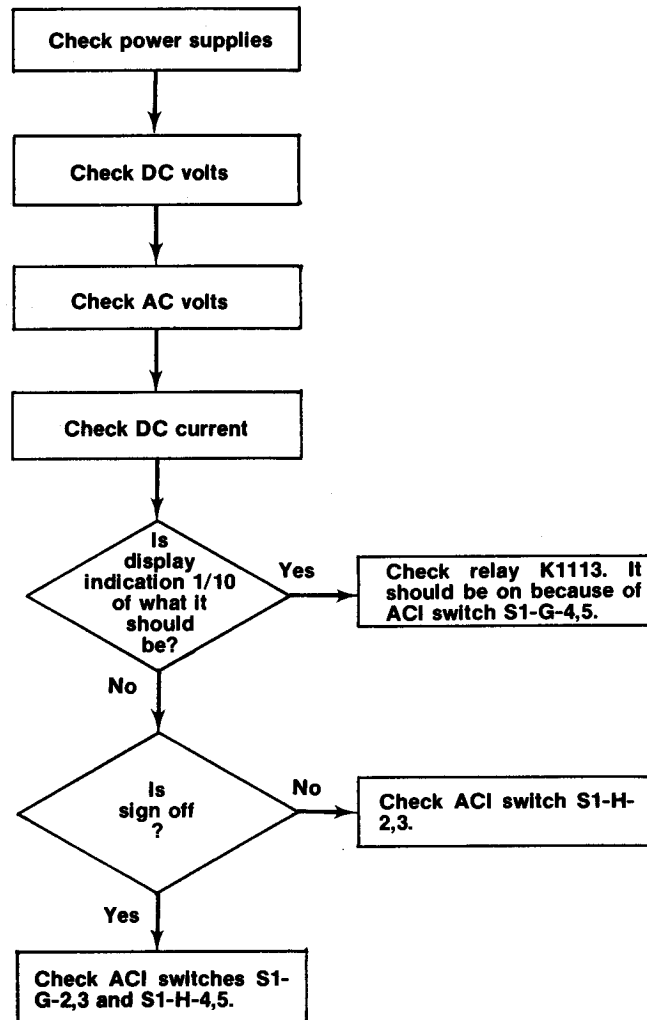 Check power supplies
Check DC volts
Check AC volts
Check DC current
Is
display
indication 1/10
of what it
should
be?
Yes
Check relay K1113. It
should be on because of
ACI switch S1-G-4,5.
No
Is
sign off
?
No
Check ACI switch S1-H-
2,3.
Yes
Check ACI switches S1-
G-2,3 and S1-H-4,5.